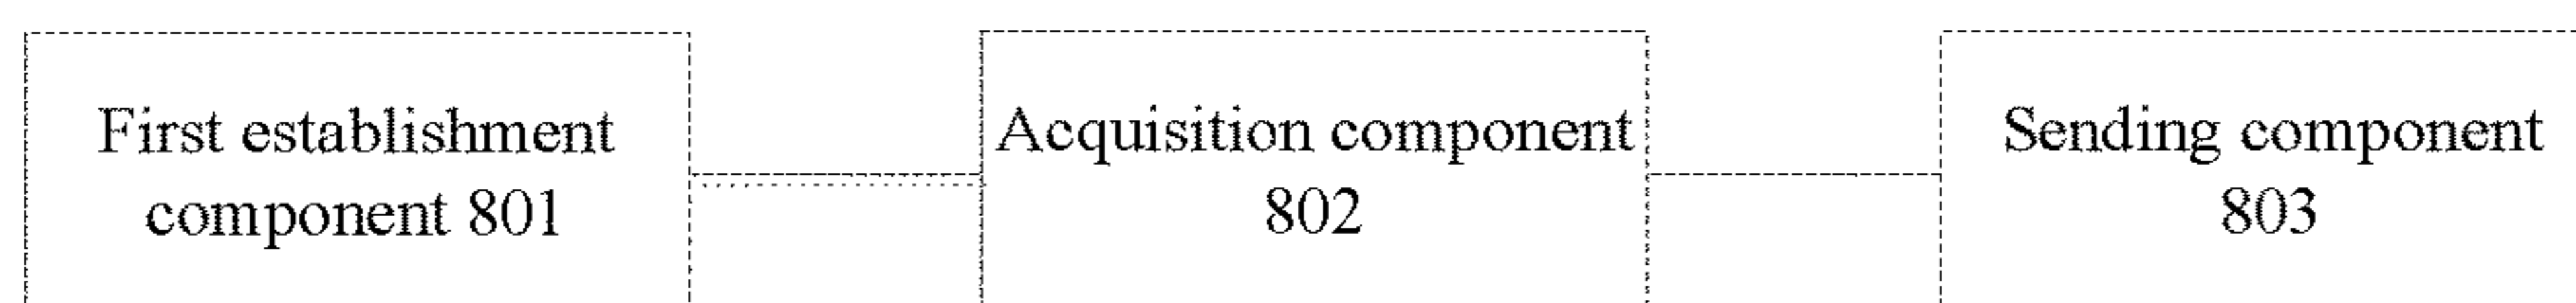 First establishment
component 801
Acquisition component
802
Sending component
803